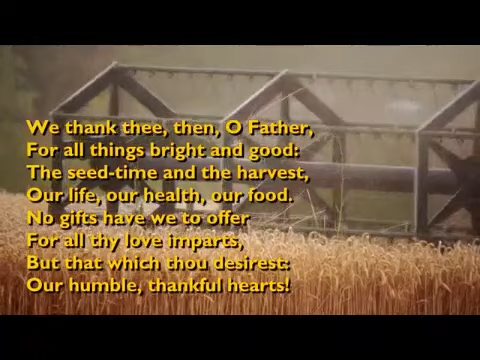 We thank thee, then, O Father,
For all things bright and good:
The seed-time and the harvest,
Our life, our health, our food.
No gifts have we to offer
For all thy love imparts,
But that which thou desirest:
Our humble, thankful hearts!